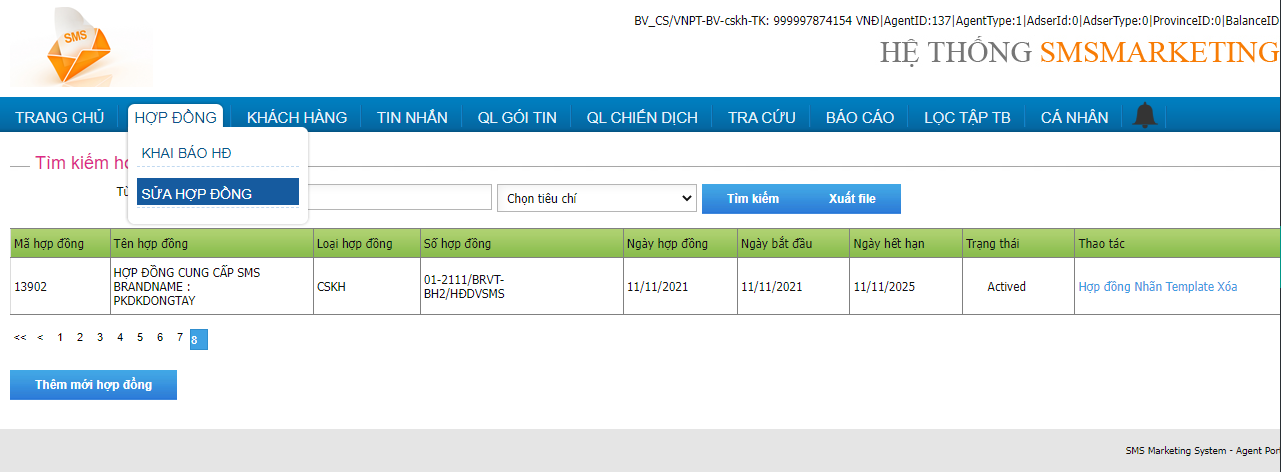 SMS
BV_CS/VNPT-BV-cskh-TK: 999997874154 VNĐ|AgentID:137|AgentType:1|AdserId:0|AdserType:0|ProvinceID:0|BalanceID
HỆ THỐNG SMSMARKETING
TRANG CHỦ HỢP ĐỒNG KHÁCH HÀNG TIN NHẮN QL GÓI TIN QL CHIẾN DỊCH TRA CỨU BÁO CÁO LỌC TẬP TB CÁ NHÂN
KHAI BÁO HĐ
SỬA HỢP ĐỒNG
Tìm kiếm
Chọn tiêu chí Tìm kiếm Xuất file
Mã hợp đồng Tên hợp đồng Loại hợp đồng Số hợp đồng Ngày hợp đồng Ngày bắt đầu Ngày hết hạn Trạng thái Thao tác
13902 HỢP ĐỒNG CUNG CẤP SMS BRANDNAME : PKDKDONGTAY CSKH 01-2111/BRVT-BH2/HĐDVSMS 11/11/2021 11/11/2021 11/11/2025 Actived Hợp đồng Nhãn Template Xóa
<< < 1 2 3 4 5 6 7 8
Thêm mới hợp đồng
SMS Marketing System - Agent Por